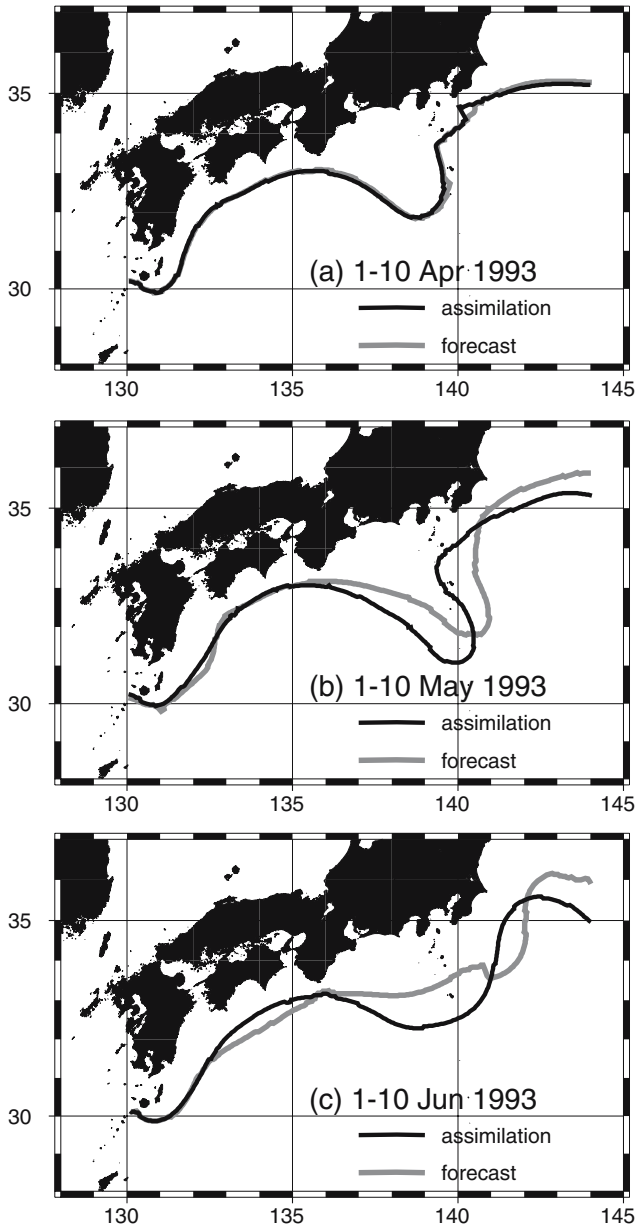 35
30
(a) 1-10 Apr 1993
assimilation
forecast
130 135 140 145
35
30
(b) 1-10 May 1993
assimilation
forecast
130 135 140 145
35
30
(c) 1-10 Jun 1993
assimilation
forecast
130 135 140 145